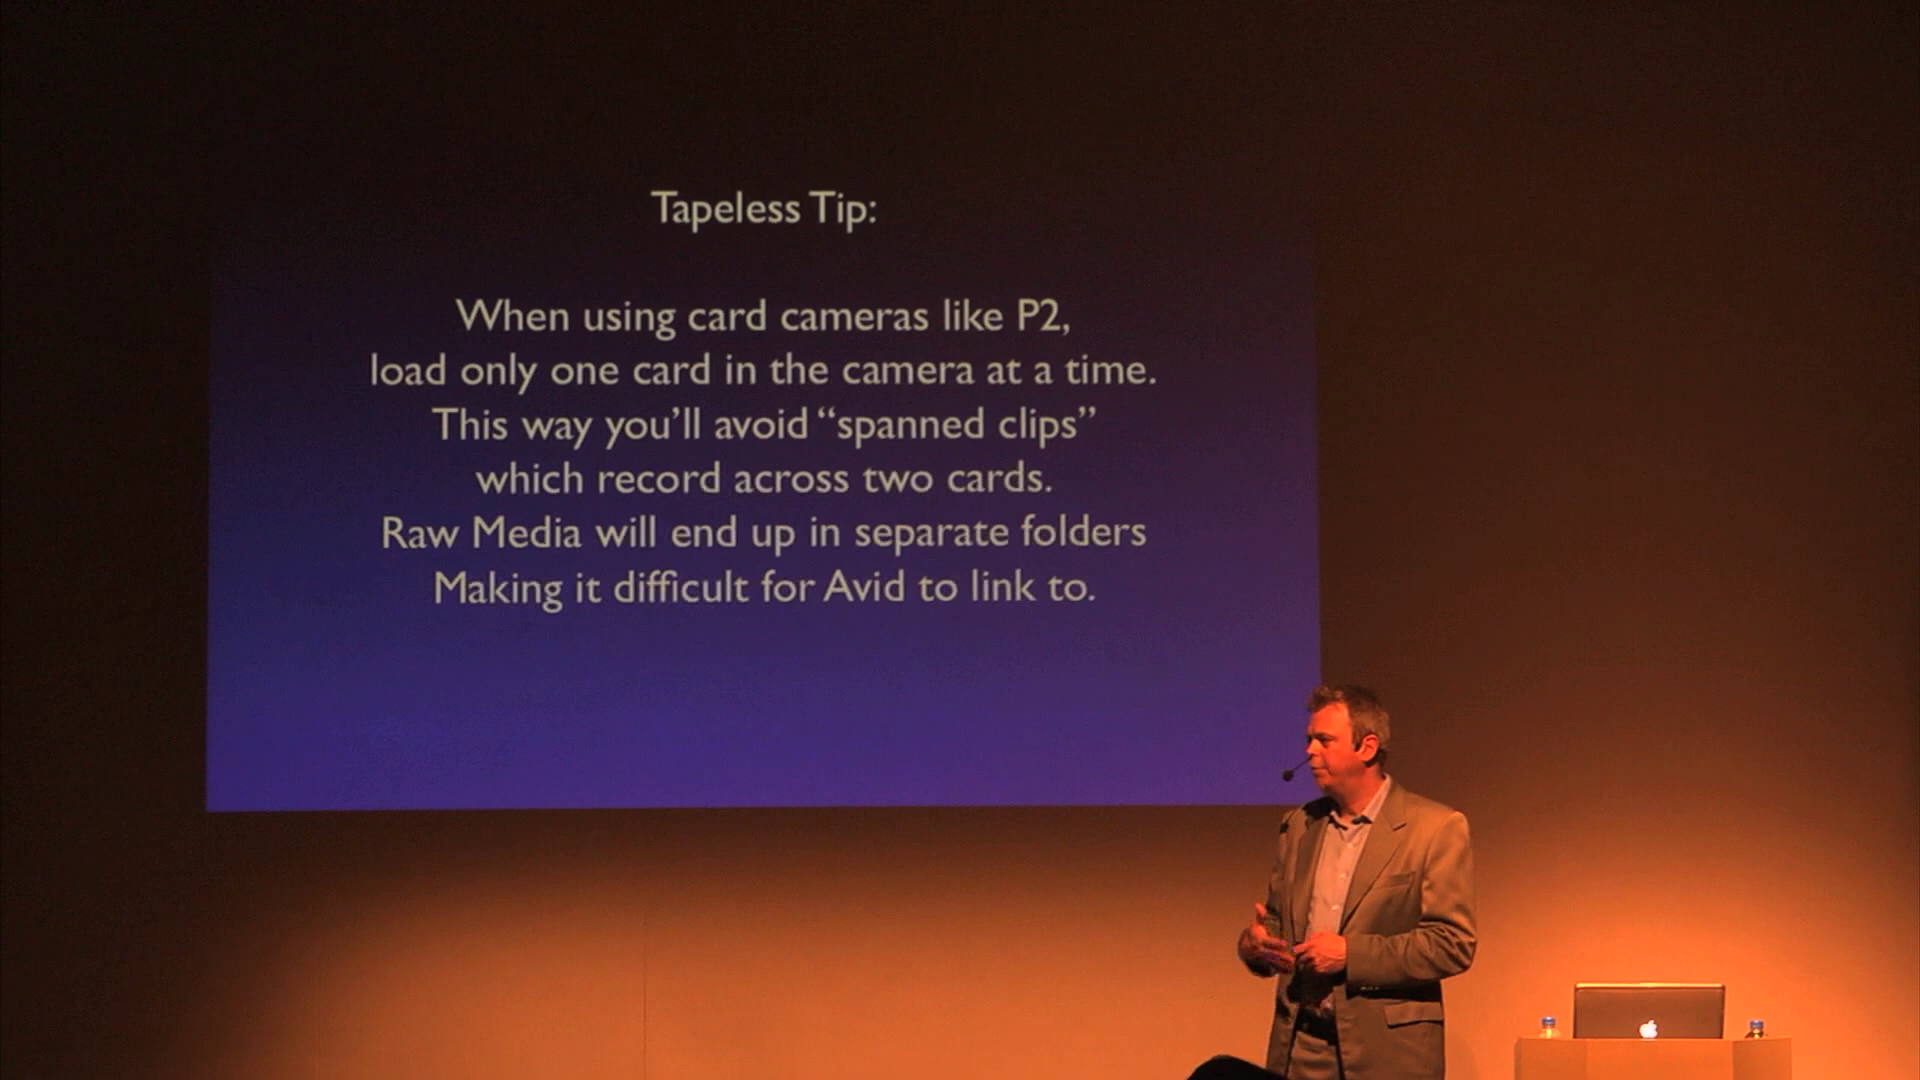 Tapeless Tip:
When using card cameras like P2,
load only one card in the camera at a time.
This way you'll avoid “spanned clips”
which record across two cards.
Raw Media will end up in separate folders
Making it difficult for Avid to link to.